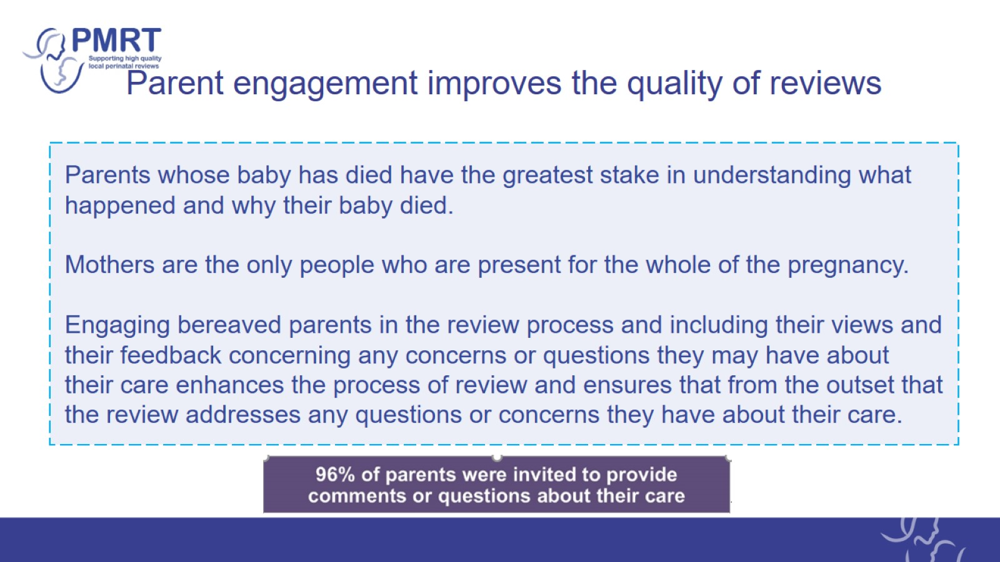 PMRT
Supporting high quality
local perinatal reviews
Parent engagement improves the quality of reviews
Parents whose baby has died have the greatest stake in understanding what
happened and why their baby died.
Mothers are the only people who are present for the whole of the pregnancy.
Engaging bereaved parents in the review process and including their views and
their feedback concerning any concerns or questions they may have about
their care enhances the process of review and ensures that from the outset that
the review addresses any questions or concerns they have about their care.
96% of parents were invited to provide
comments or questions about their care